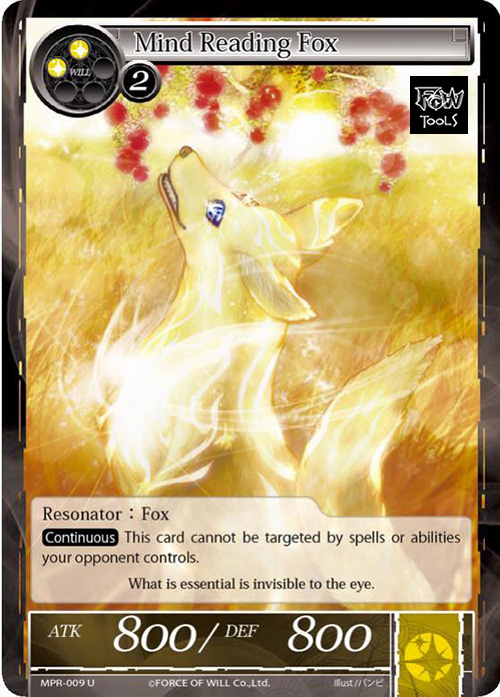 Mind Reading Fox
WILL
2
FOW
TOOLS
Resonator : Fox
Continuous This card cannot be targeted by spells or abilities
your opponent controls.
What is essential is invisible to the eye.
ATK 800 / DEF 800
MPR-009 U ©FORCE OF WILL Co.,Ltd. Illust //バンビ